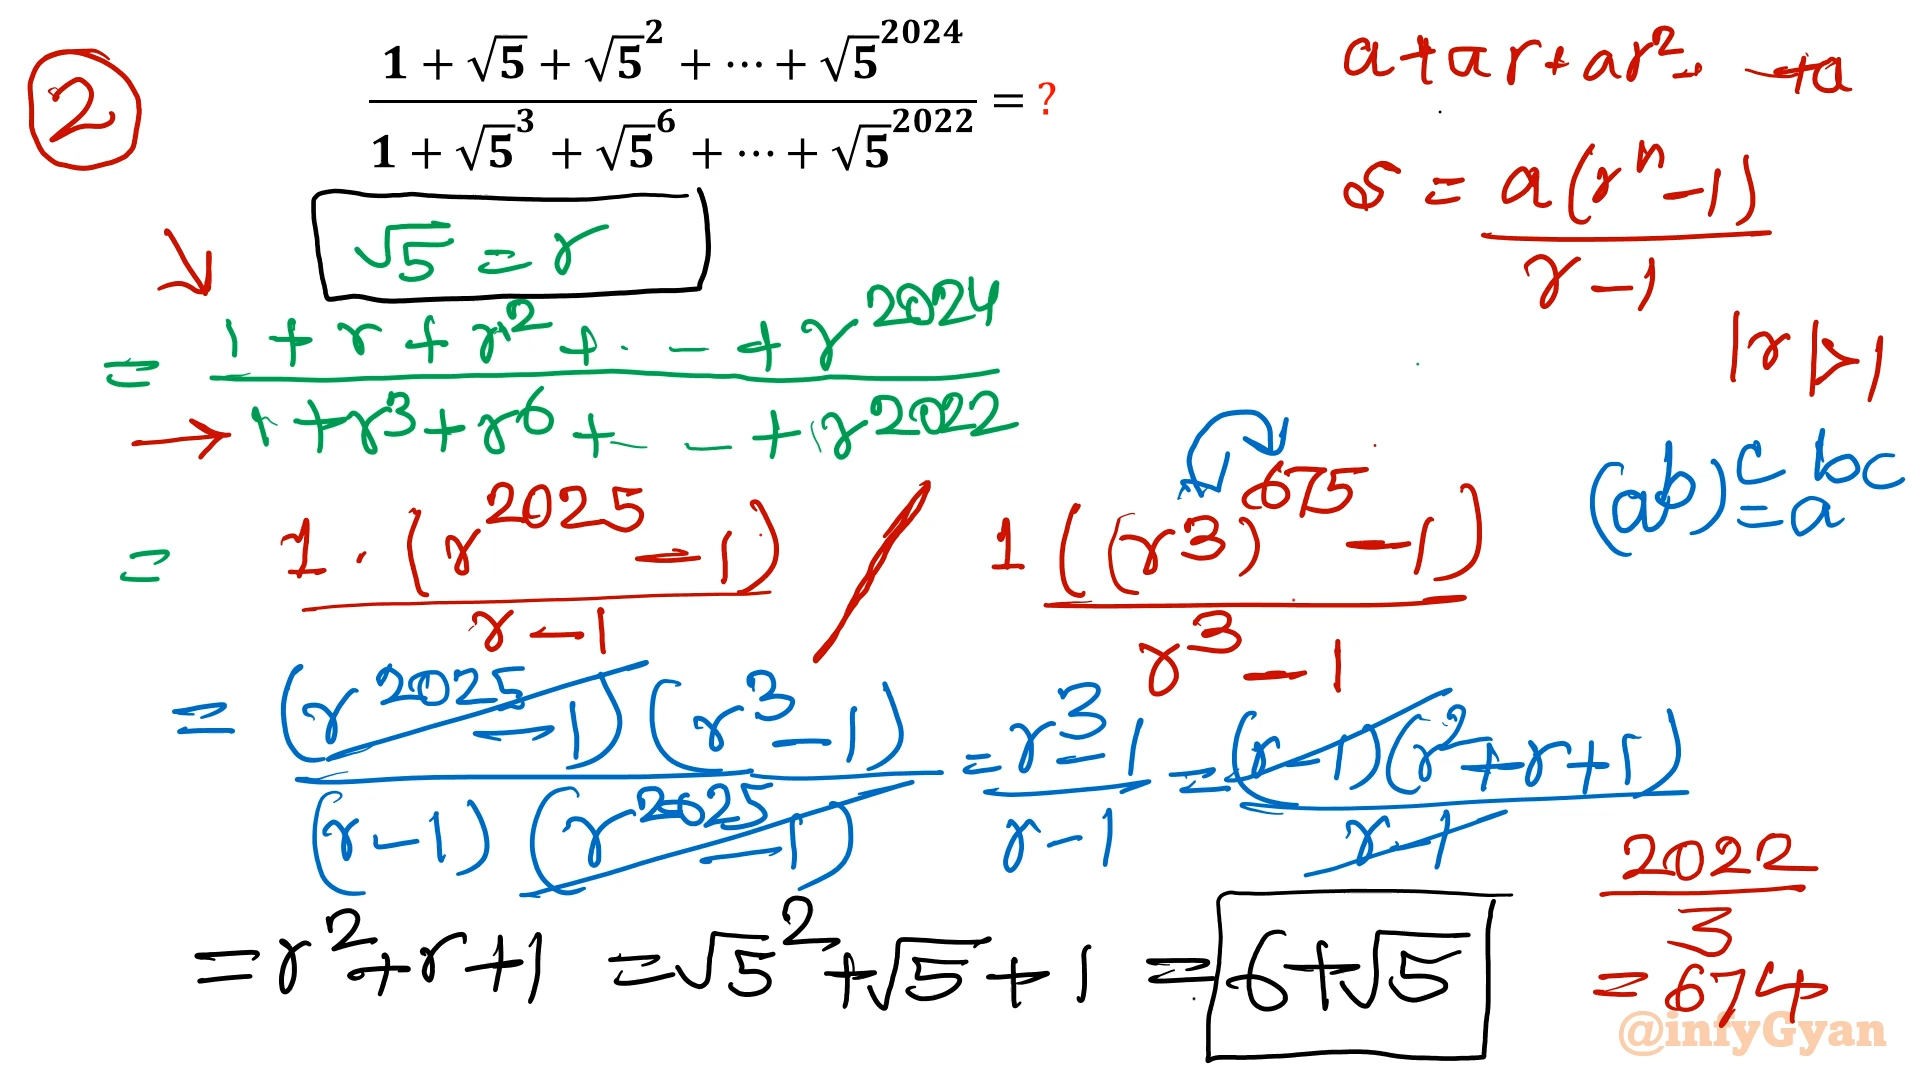 2
1 + √5 + √5² + ⋯ + √5²⁰²⁴ / 1 + √5³ + √5⁶ + ⋯ + √5²⁰²² = ?
a + ar + ar² .. - +a
S = a(rⁿ - 1) / r - 1
|r| > 1
√5 = r
= 1 + r + r² + . - - + r²⁰²⁴ / 1 + r³ + r⁶ + - - - + r²⁰²²
(aᵇ)ᶜ = aᵇᶜ
= 1 . (r²⁰²⁵ - 1) / r - 1 / 1 ((r³)⁶⁷⁵ - 1) / r³ - 1
= (r²⁰²⁵ - 1)(r³ - 1) / (r - 1)(r²⁰²⁵ - 1) = r³ - 1 / r - 1 = (r - 1)(r² + r + 1) / r - 1
2022 / 3
= 674
= r² + r + 1 = √5² + √5 + 1 = 6 + √5
@infyGyan